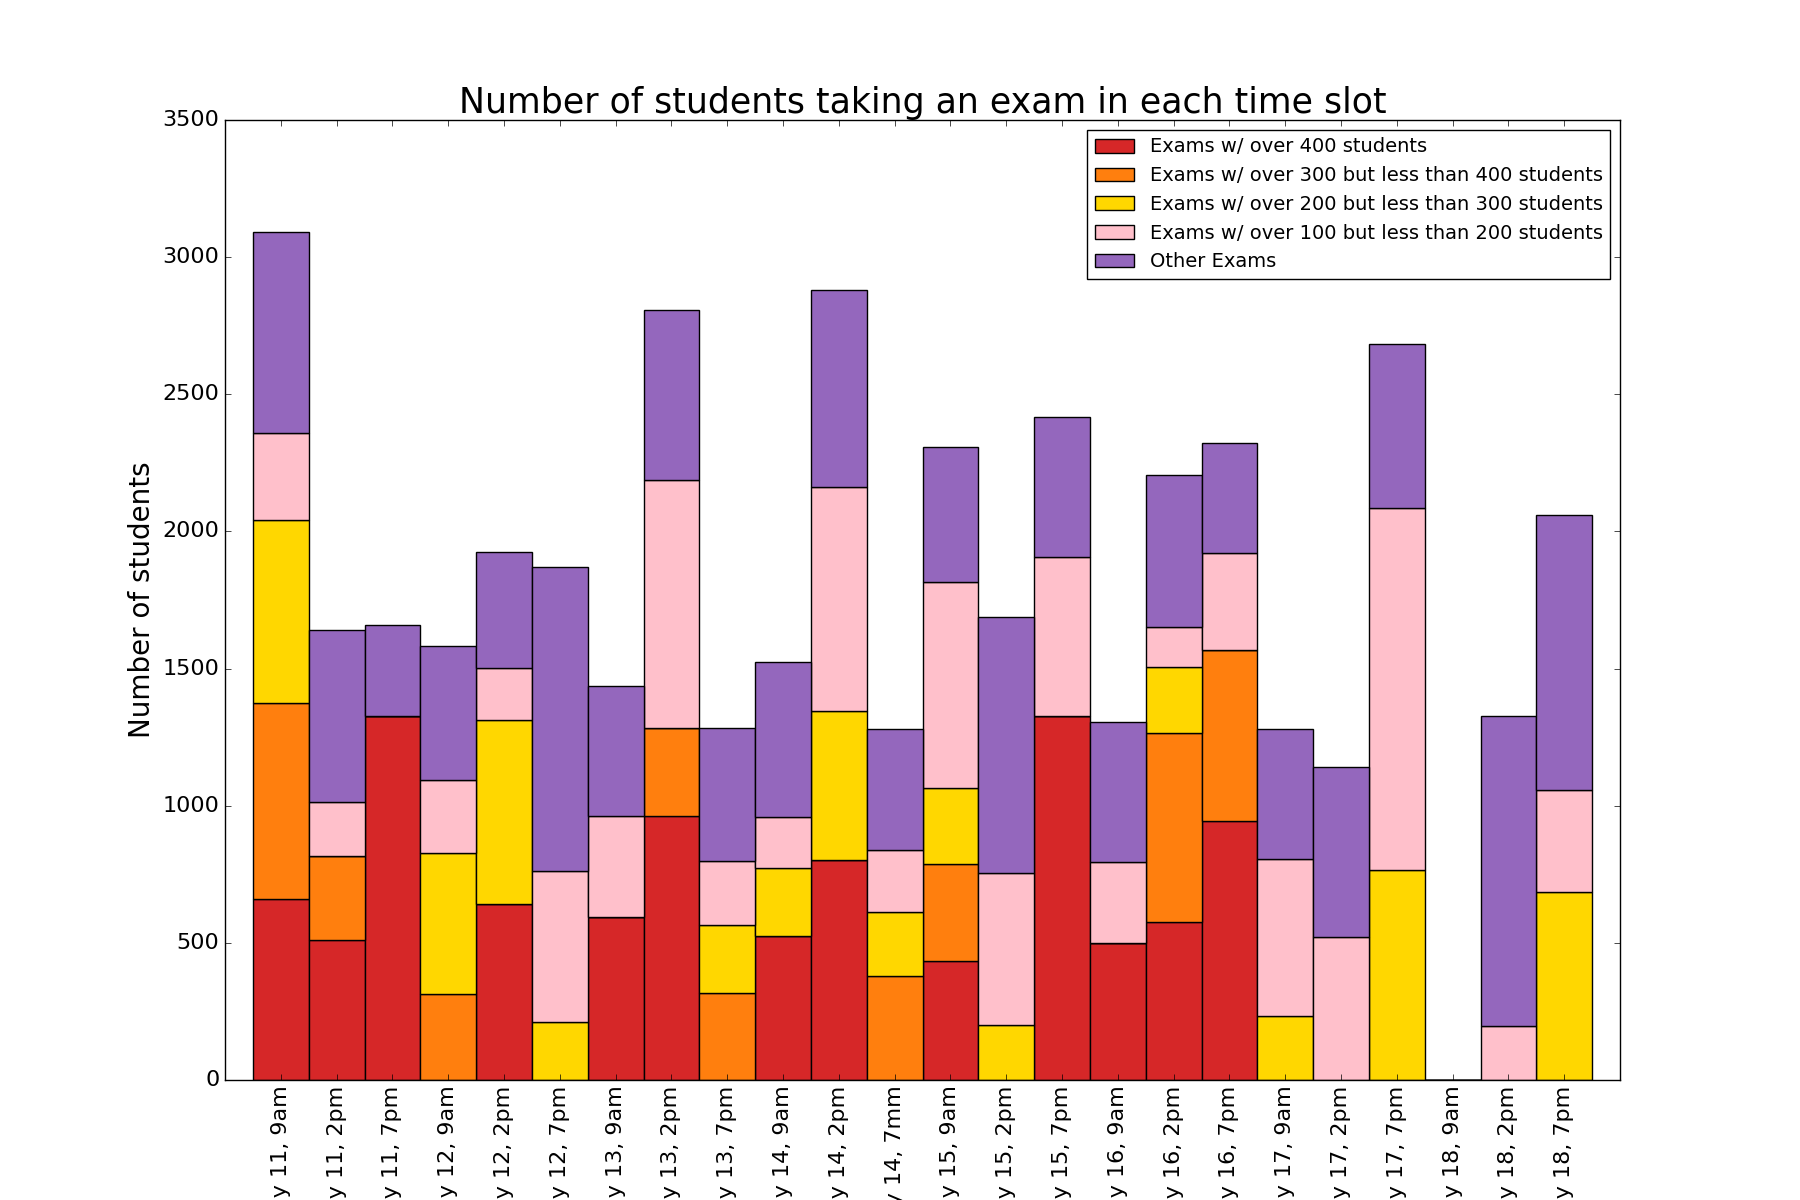 Number of students taking an exam in each time slot
Exams w/ over 400 students
Exams w/ over 300 but less than 400 students
Exams w/ over 200 but less than 300 students
Exams w/ over 100 but less than 200 students
Other Exams
Number of students
3500
3000
2500
2000
1500
1000
500
0
y 11, 9am
y 11, 2pm
y 11, 7pm
y 12, 9am
y 12, 2pm
y 12, 7pm
y 13, 9am
y 13, 2pm
y 13, 7pm
y 14, 9am
y 14, 2pm
y 14, 7mm
y 15, 9am
y 15, 2pm
y 15, 7pm
y 16, 9am
y 16, 2pm
y 16, 7pm
y 17, 9am
y 17, 2pm
y 17, 7pm
y 18, 9am
y 18, 2pm
y 18, 7pm